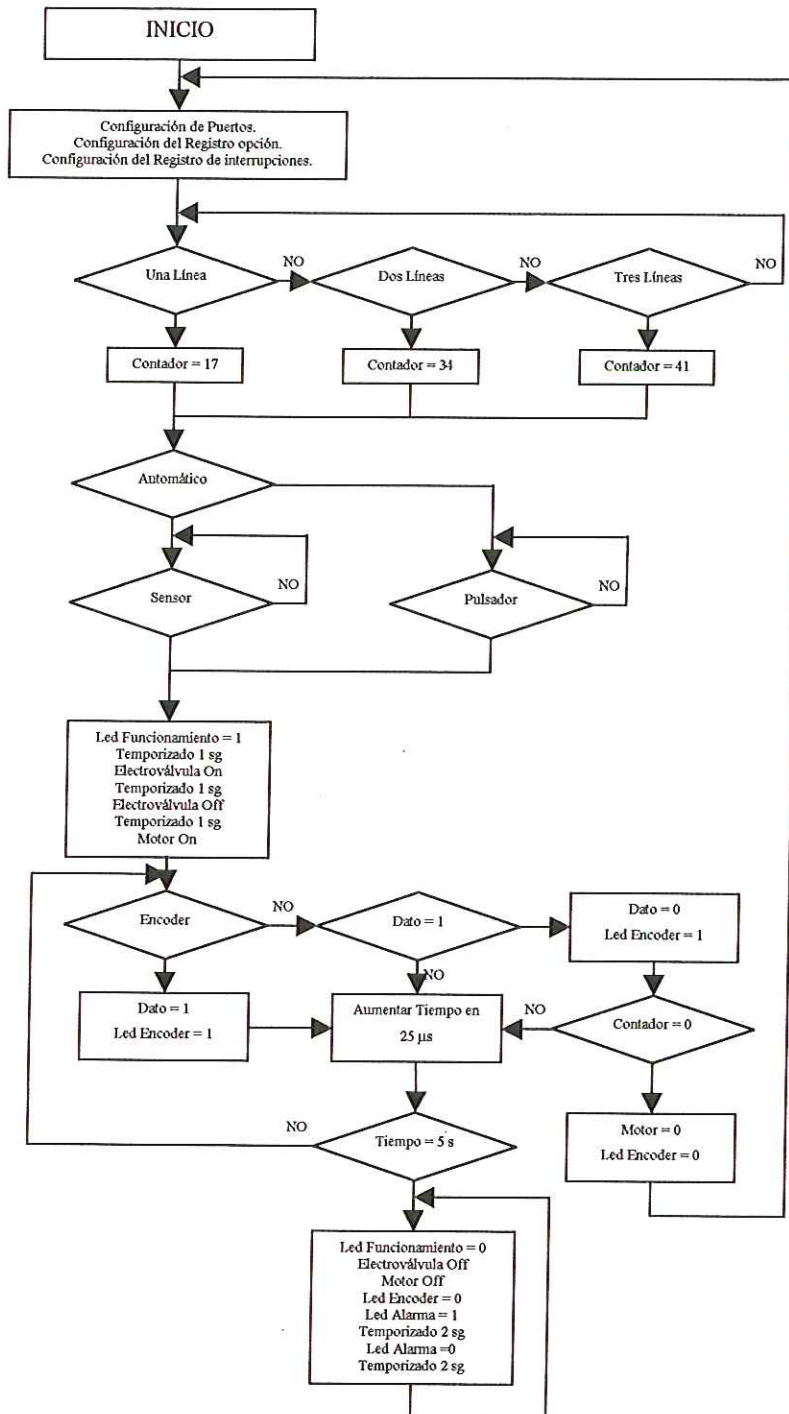 INICIO
Configuración de Puertos.
Configuración del Registro opción.
Configuración del Registro de interrupciones.
Una Línea
NO
Dos Líneas
NO
Tres Líneas
NO
Contador = 17
Contador = 34
Contador = 41
Automático
Sensor
NO
Pulsador
NO
Led Funcionamiento = 1
Temporizado 1 sg
Electroválvula On
Temporizado 1 sg
Electroválvula Off
Temporizado 1 sg
Motor On
Encoder
NO
Dato = 1
NO
Dato = 0
Led Encoder = 1
Dato = 1
Led Encoder = 1
Aumentar Tiempo en
25 µs
NO
Contador = 0
NO
Tiempo = 5 s
Motor = 0
Led Encoder = 0
Led Funcionamiento = 0
Electroválvula Off
Motor Off
Led Encoder = 0
Led Alarma = 1
Temporizado 2 sg
Led Alarma =0
Temporizado 2 sg